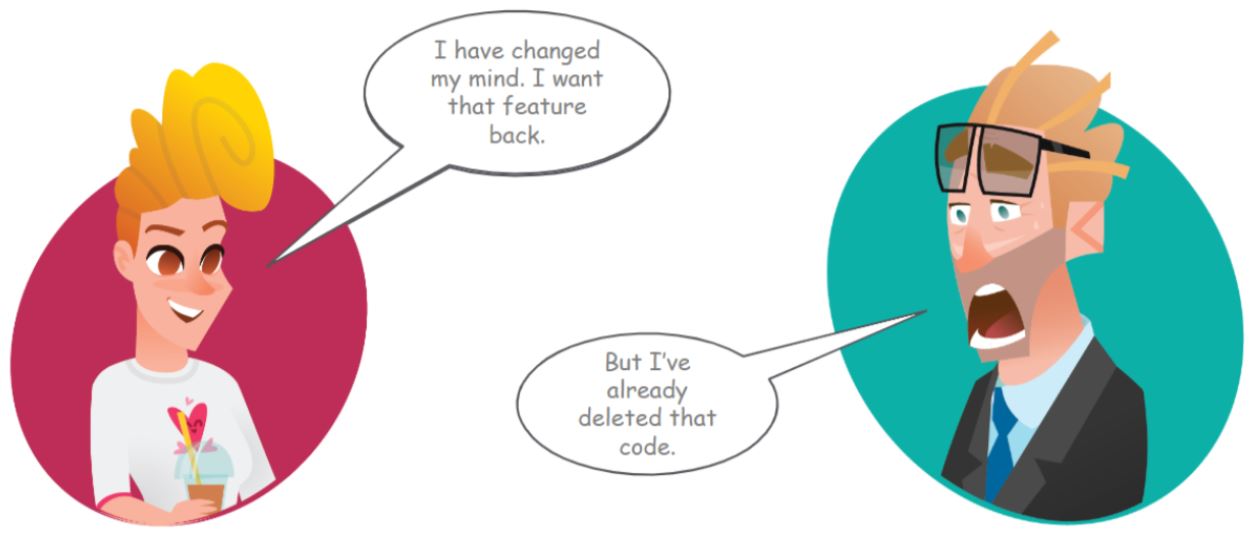 I have changed
my mind. I want
that feature
back.
But I've
already
deleted that
code.